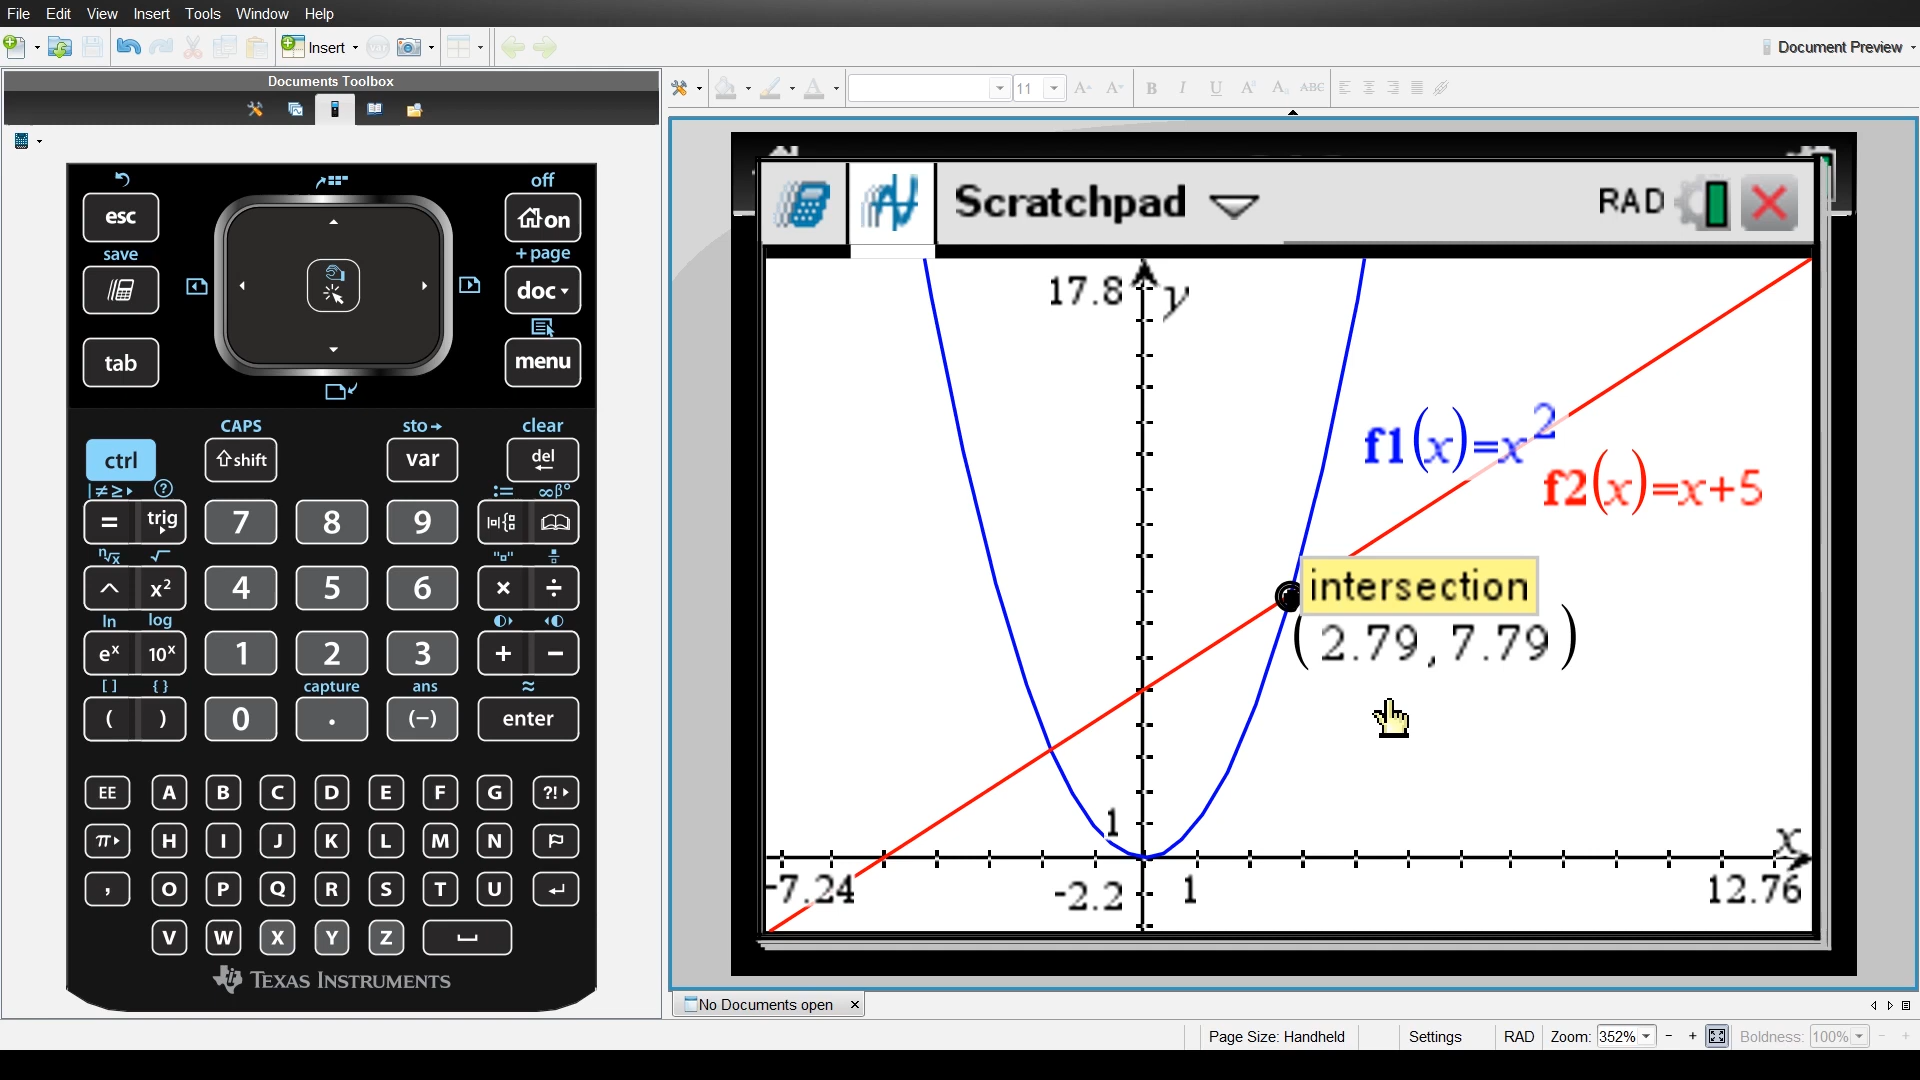 File Edit View Insert Tools Window Help
Insert
Document Preview
Documents Toolbox
11
B I U A A ABC
off
esc
on
save
+ page
doc
tab
menu
CAPS sto→ clear
ctrl shift var del
|≠≥▸ ? := ∞β°
= trig 7 8 9
ⁿ√x √ "▫"
^ x² 4 5 6 × ÷
ln log
eˣ 10ˣ 1 2 3 + −
[ ] { } capture ans ≈
( ) 0 . (−) enter
EE A B C D E F G ?!▸
π▸ H I J K L M N
, O P Q R S T U
V W X Y Z
TEXAS INSTRUMENTS
Scratchpad RAD
17.8 y
f1(x)=x²
f2(x)=x+5
intersection
(2.79,7.79)
1
x
-7.24 -2.2 1 12.76
No Documents open
Page Size: Handheld Settings RAD Zoom: 352% − + Boldness: 100% − +